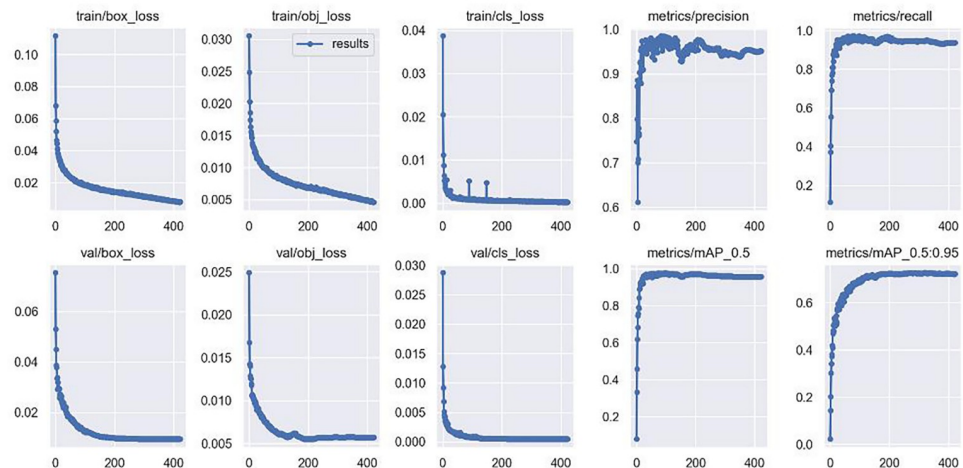 train/box_loss
train/obj_loss
train/cls_loss
metrics/precision
metrics/recall
0.10
0.08
0.06
0.04
0.02
0 200 400
0.030
0.025
0.020
0.015
0.010
0.005
results
0 200 400
0.04
0.03
0.02
0.01
0.00
0 200 400
1.0
0.9
0.8
0.7
0.6
0 200 400
1.0
0.8
0.6
0.4
0.2
0 200 400
val/box_loss
val/obj_loss
val/cls_loss
metrics/mAP_0.5
metrics/mAP_0.5:0.95
0.06
0.04
0.02
0 200 400
0.025
0.020
0.015
0.010
0.005
0 200 400
0.030
0.025
0.020
0.015
0.010
0.005
0.000
0 200 400
1.0
0.8
0.6
0.4
0.2
0 200 400
0.6
0.4
0.2
0.0
0 200 400